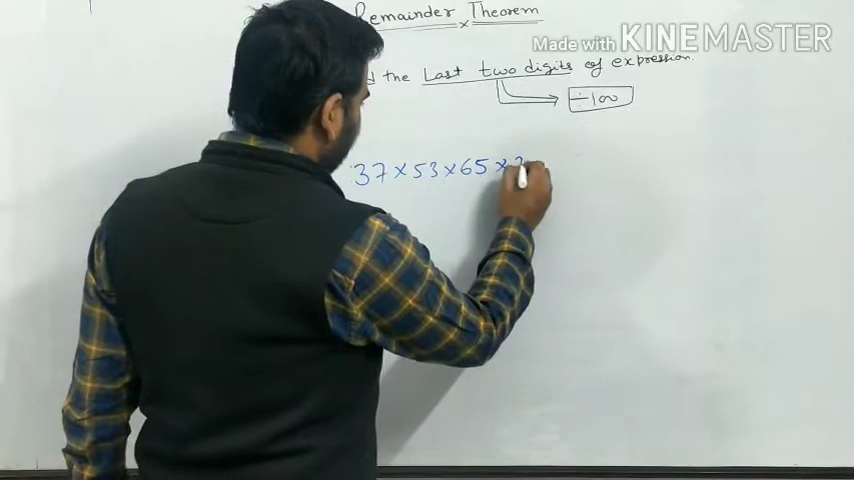 Remainder × Theorem
Made with KINEMASTER
the Last two digits of expression.
÷100
37×53×65×